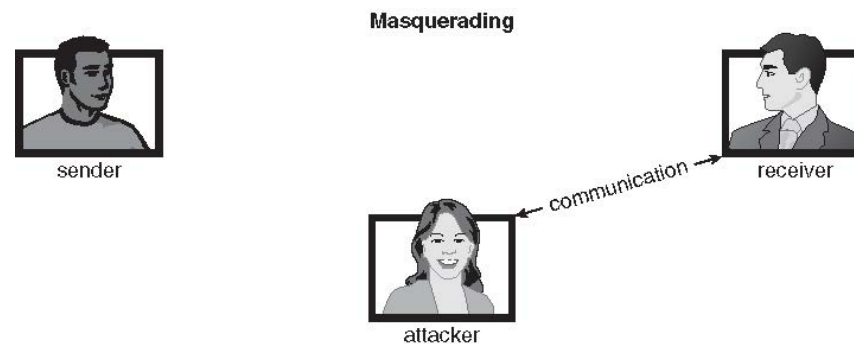 Masquerading
sender
communication
receiver
attacker